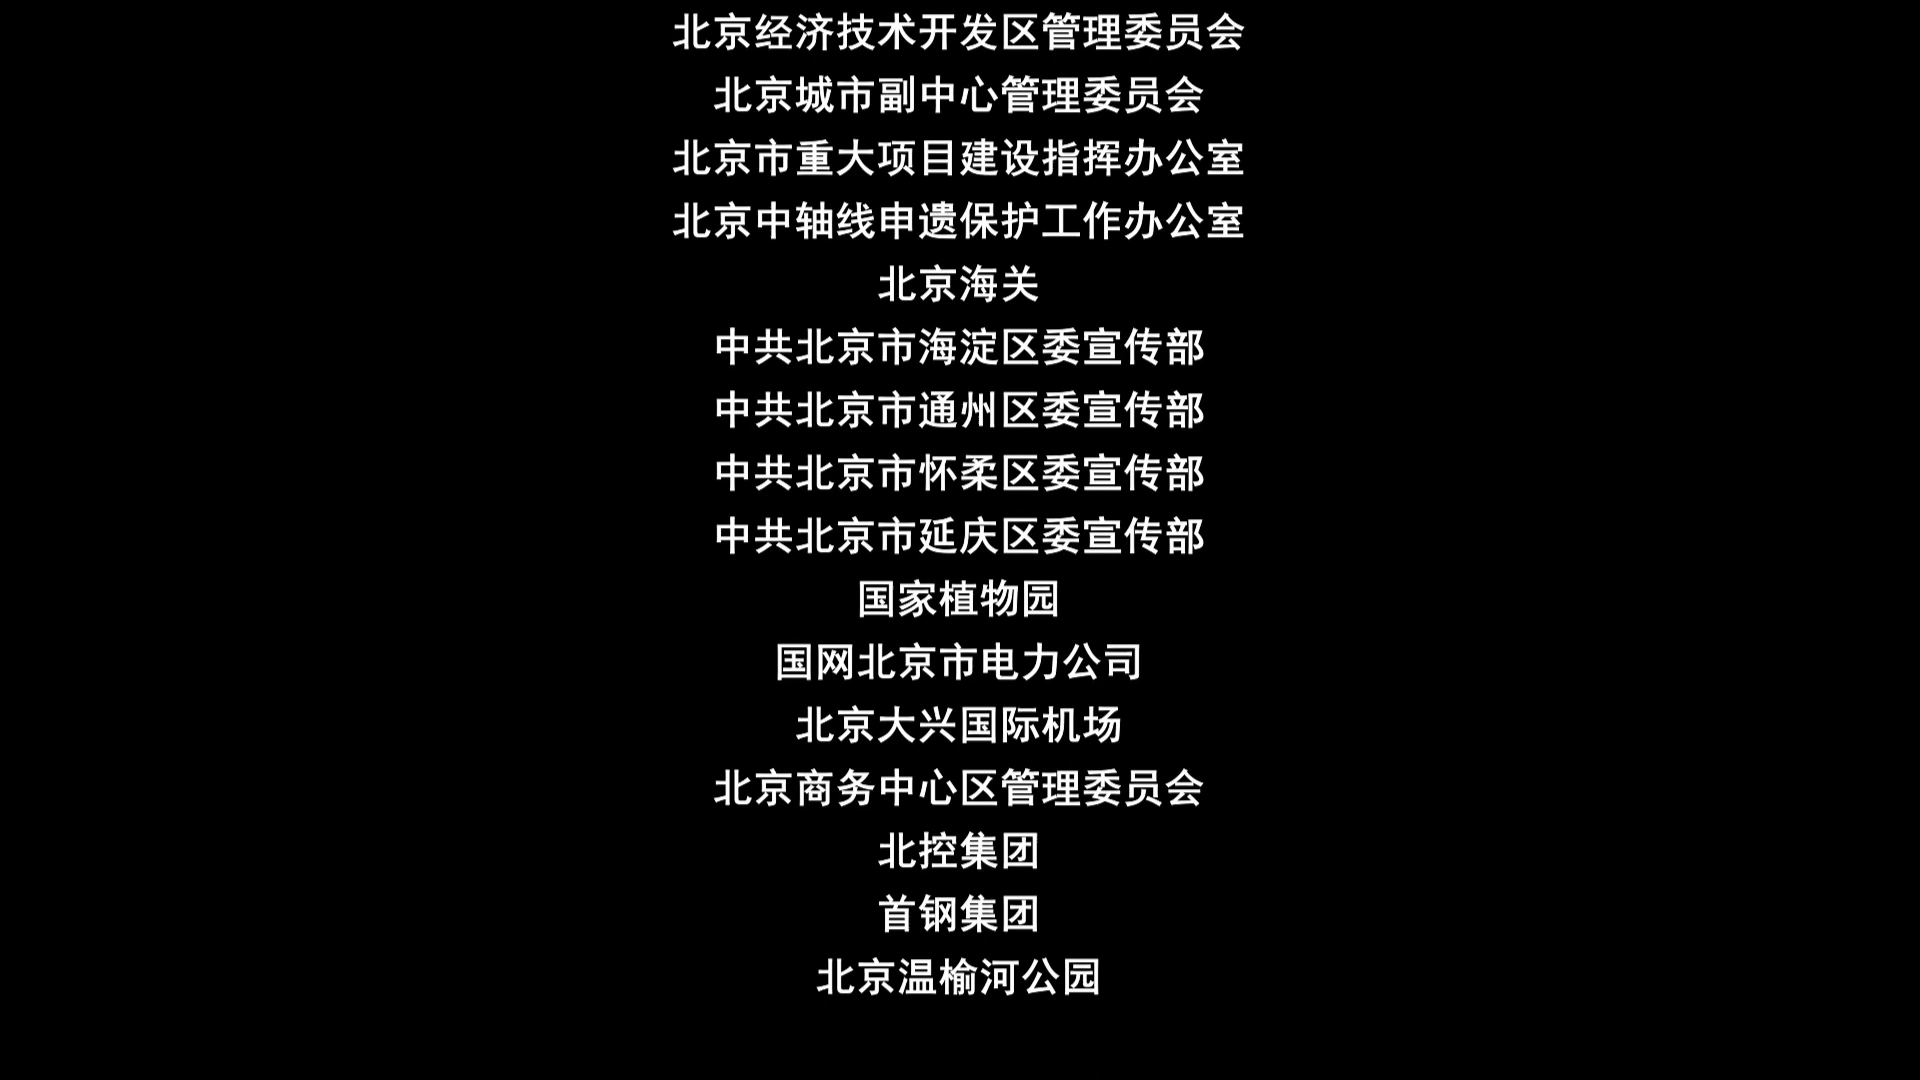 北京经济技术开发区管理委员会
北京城市副中心管理委员会
北京市重大项目建设指挥办公室
北京中轴线申遗保护工作办公室
北京海关
中共北京市海淀区委宣传部
中共北京市通州区委宣传部
中共北京市怀柔区委宣传部
中共北京市延庆区委宣传部
国家植物园
国网北京市电力公司
北京大兴国际机场
北京商务中心区管理委员会
北控集团
首钢集团
北京温榆河公园